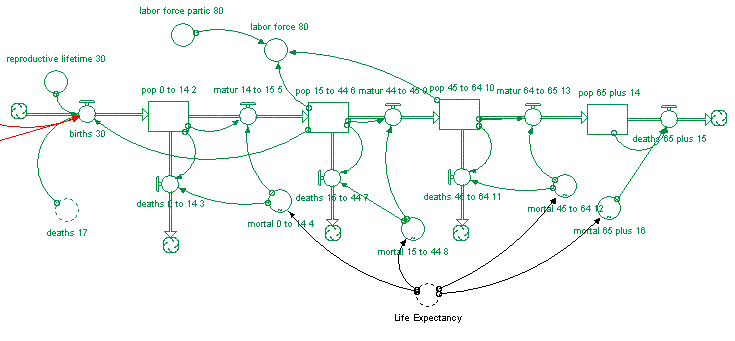 labor force partic 80
labor force 80
reproductive lifetime 30
pop 0 to 14 2
matur 14 to 15 5
pop 15 to 44 6
matur 44 to 45 9
pop 45 to 64 10
matur 64 to 65 13
pop 65 plus 14
births 30
deaths 65 plus 15
deaths 0 to 14 3
deaths 15 to 44 7
deaths 45 to 64 11
mortal 45 to 64 12
mortal 0 to 14 4
deaths 17
mortal 65 plus 16
mortal 15 to 44 8
Life Expectancy